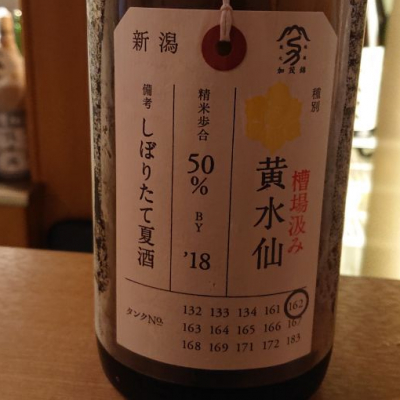 加茂錦
種別
黄水仙
槽場汲み
新潟
精米歩合
50%
BY
'18
備考
しぼりたて夏酒
タンクNo.
132 133 134 161 162
163 164 165 166 167
168 169 171 172 183